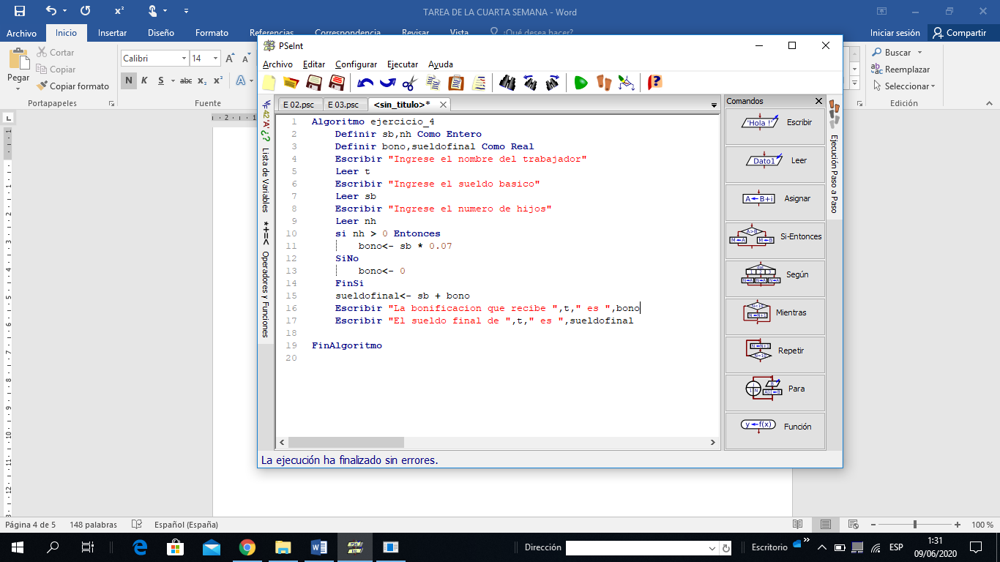 TAREA DE LA CUARTA SEMANA - Word
Archivo Inicio Insertar Diseño Formato Referencias Correspondencia Revisar Vista ¿Qué desea hacer? Iniciar sesión Compartir
Pegar
Cortar
Copiar
Copiar formato
Portapapeles
Calibri 14
N K S abc x₂ x²
Fuente
Buscar
Reemplazar
Seleccionar
Edición
PSeInt
Archivo Editar Configurar Ejecutar Ayuda
E 02.psc E 03.psc <sin_titulo>*
Lista de Variables
*+=< Operadores y Funciones
1 Algoritmo ejercicio_4
2 Definir sb,nh Como Entero
3 Definir bono,sueldofinal Como Real
4 Escribir "Ingrese el nombre del trabajador"
5 Leer t
6 Escribir "Ingrese el sueldo basico"
7 Leer sb
8 Escribir "Ingrese el numero de hijos"
9 Leer nh
10 si nh > 0 Entonces
11 bono<- sb * 0.07
12 SiNo
13 bono<- 0
14 FinSi
15 sueldofinal<- sb + bono
16 Escribir "La bonificacion que recibe ",t," es ",bono
17 Escribir "El sueldo final de ",t," es ",sueldofinal
18
19 FinAlgoritmo
20
Comandos
'Hola !' Escribir
Dato1 Leer
A←B+i Asignar
Si-Entonces
Según
Mientras
Repetir
Para
y←f(x) Función
Ejecución Paso a Paso
La ejecución ha finalizado sin errores.
Página 4 de 5 148 palabras Español (España) 100 %
Dirección Escritorio ESP 1:31
09/06/2020